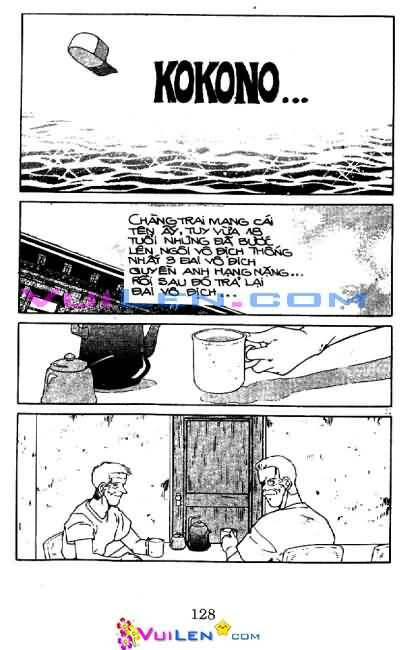 KOKONO...
CHÀNG TRAI MANG CÁI
TÊN ẤY, TUY VỪA 18
TUỔI NHƯNG ĐÃ BƯỚC
LÊN NGÔI VÔ ĐỊCH THỐNG
NHẤT 3 ĐAI VÔ ĐỊCH
QUYỀN ANH HẠNG NẶNG...
RỒI SAU ĐÓ TRẢ LẠI
ĐAI VÔ ĐỊCH...
VUILEN.COM
128
VUILEN COM